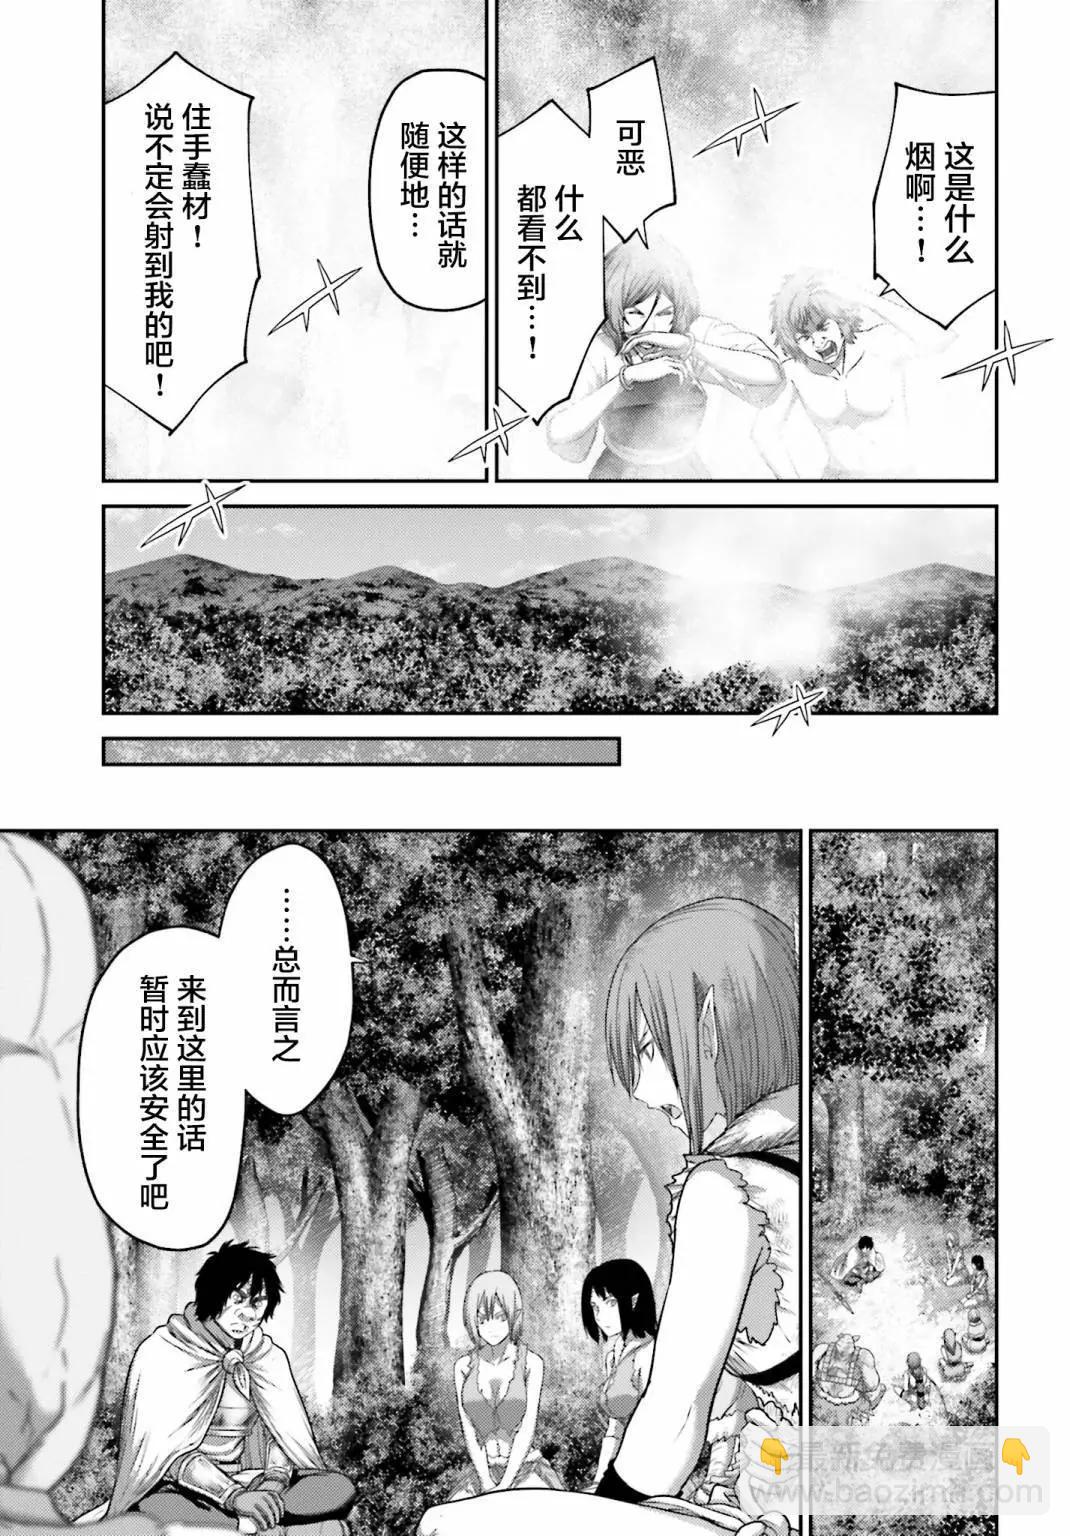 这是什么
烟啊…！
可恶
什么
都看不到……！
这样的话就
随便地…
住手蠢材！
说不定会射到我的吧！
……总而言之
来到这里的话
暂时应该安全了吧
最新免费漫画
www.baozimh.com